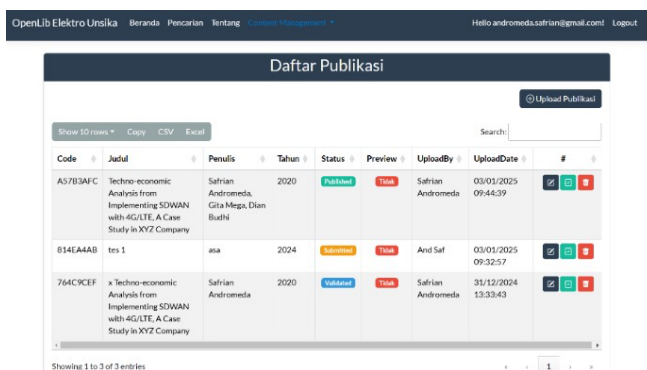 OpenLib Elektro Unsika Beranda Pencarian Tentang Content Management Hello andromeda.safrian@gmail.com! Logout
Daftar Publikasi
Upload Publikasi
Show 10 rows Copy CSV Excel Search:
Code Judul Penulis Tahun Status Preview UploadBy UploadDate #
A57B3AFC Techno-economic Safrian 2020 Published Tidak Safrian 03/01/2025
Analysis from Andromeda, Andromeda 09:44:39
Implementing SDWAN Gita Mega, Dian
with 4G/LTE, A Case Budhi
Study in XYZ Company
814EA4AB tes 1 asa 2024 Submitted Tidak And Saf 03/01/2025
09:32:57
764C9CEF x Techno-economic Safrian 2020 Validated Tidak Safrian 31/12/2024
Analysis from Andromeda Andromeda 13:33:43
Implementing SDWAN
with 4G/LTE, A Case
Study in XYZ Company
Showing 1 to 3 of 3 entries « ‹ 1 › »